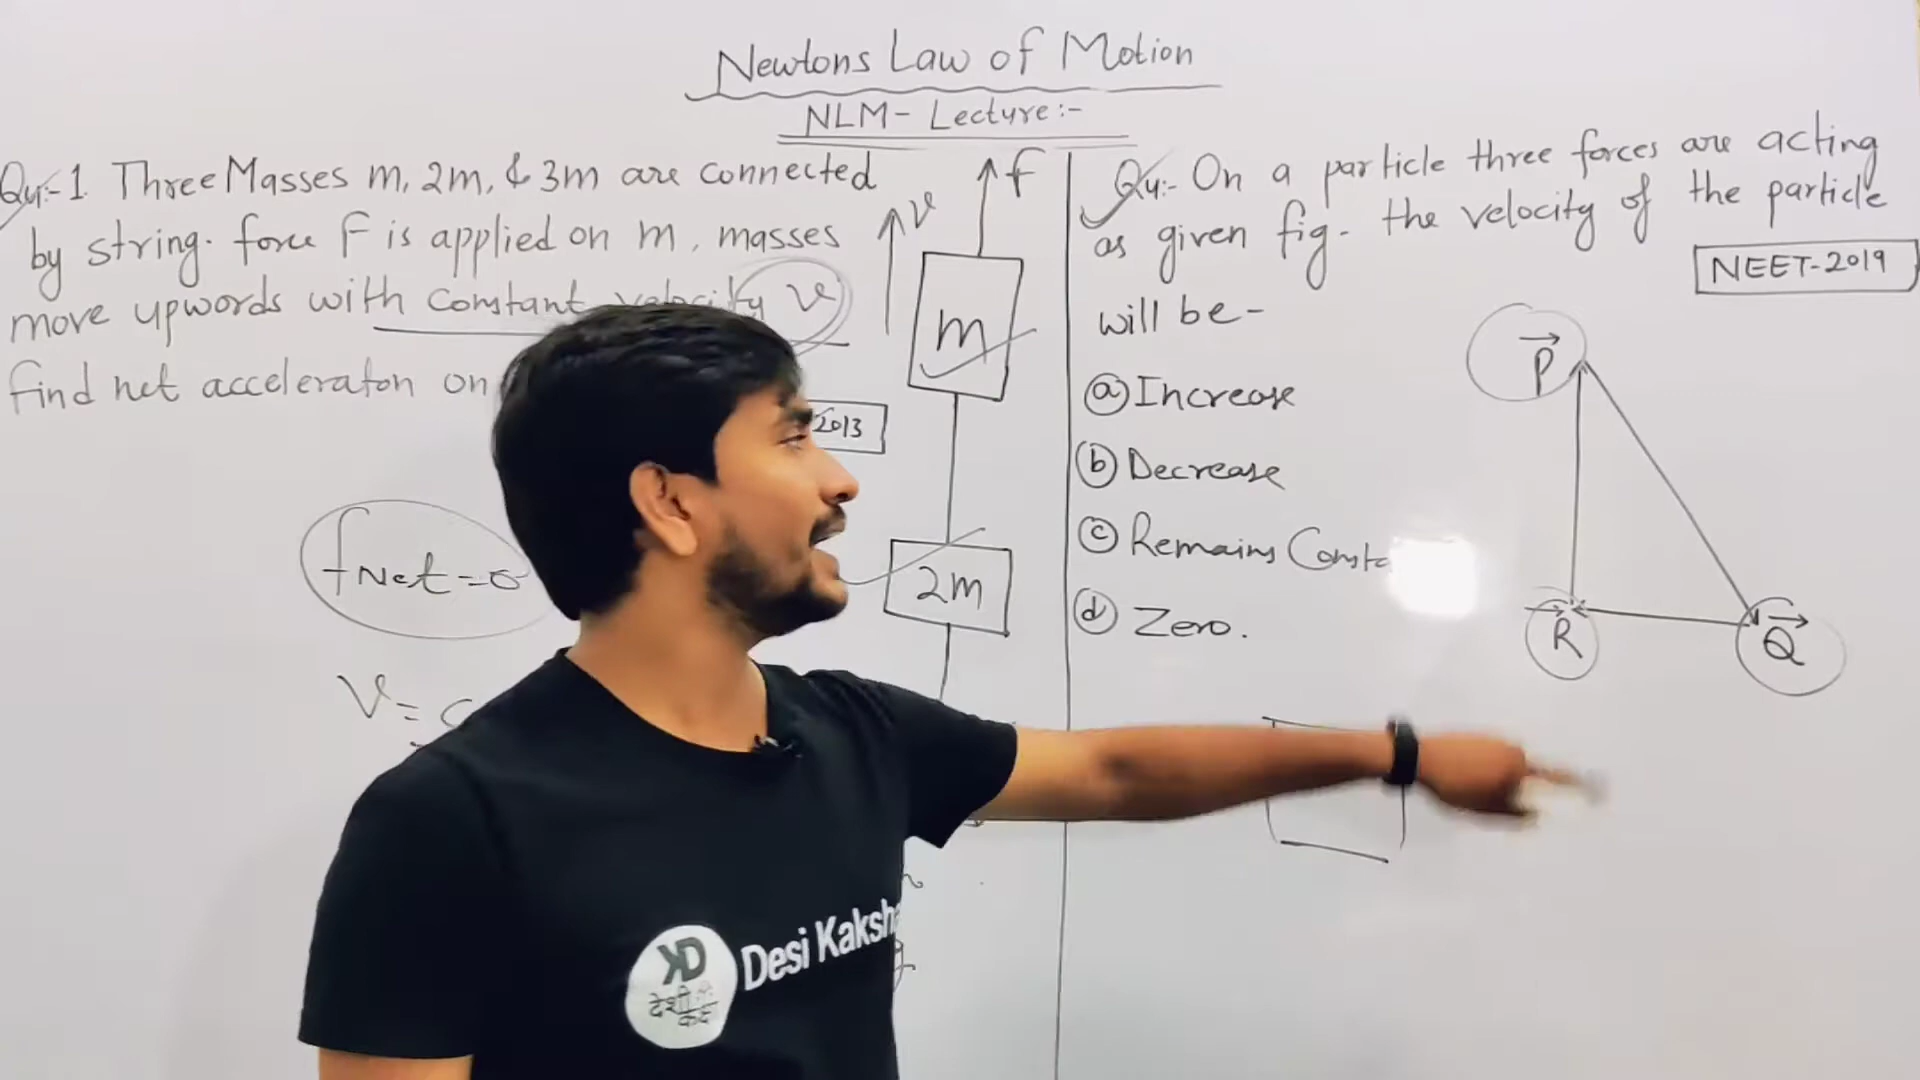 Newtons Law of Motion
NLM- Lecture:-
Qu:-1. Three Masses m, 2m, & 3m are connected
by string. force F is applied on m, masses
move upwords with constant velocity v
find net acceleraton on
2013
fNet = 0
V =
v
F
m
2m
Qu:- On a particle three forces are acting
as given fig- the velocity of the particle
will be-
NEET-2019
(a) Increase
(b) Decrease
(c) Remains Consta
(d) Zero.
P
R
Q
KD
देशी
Desi Kaksha